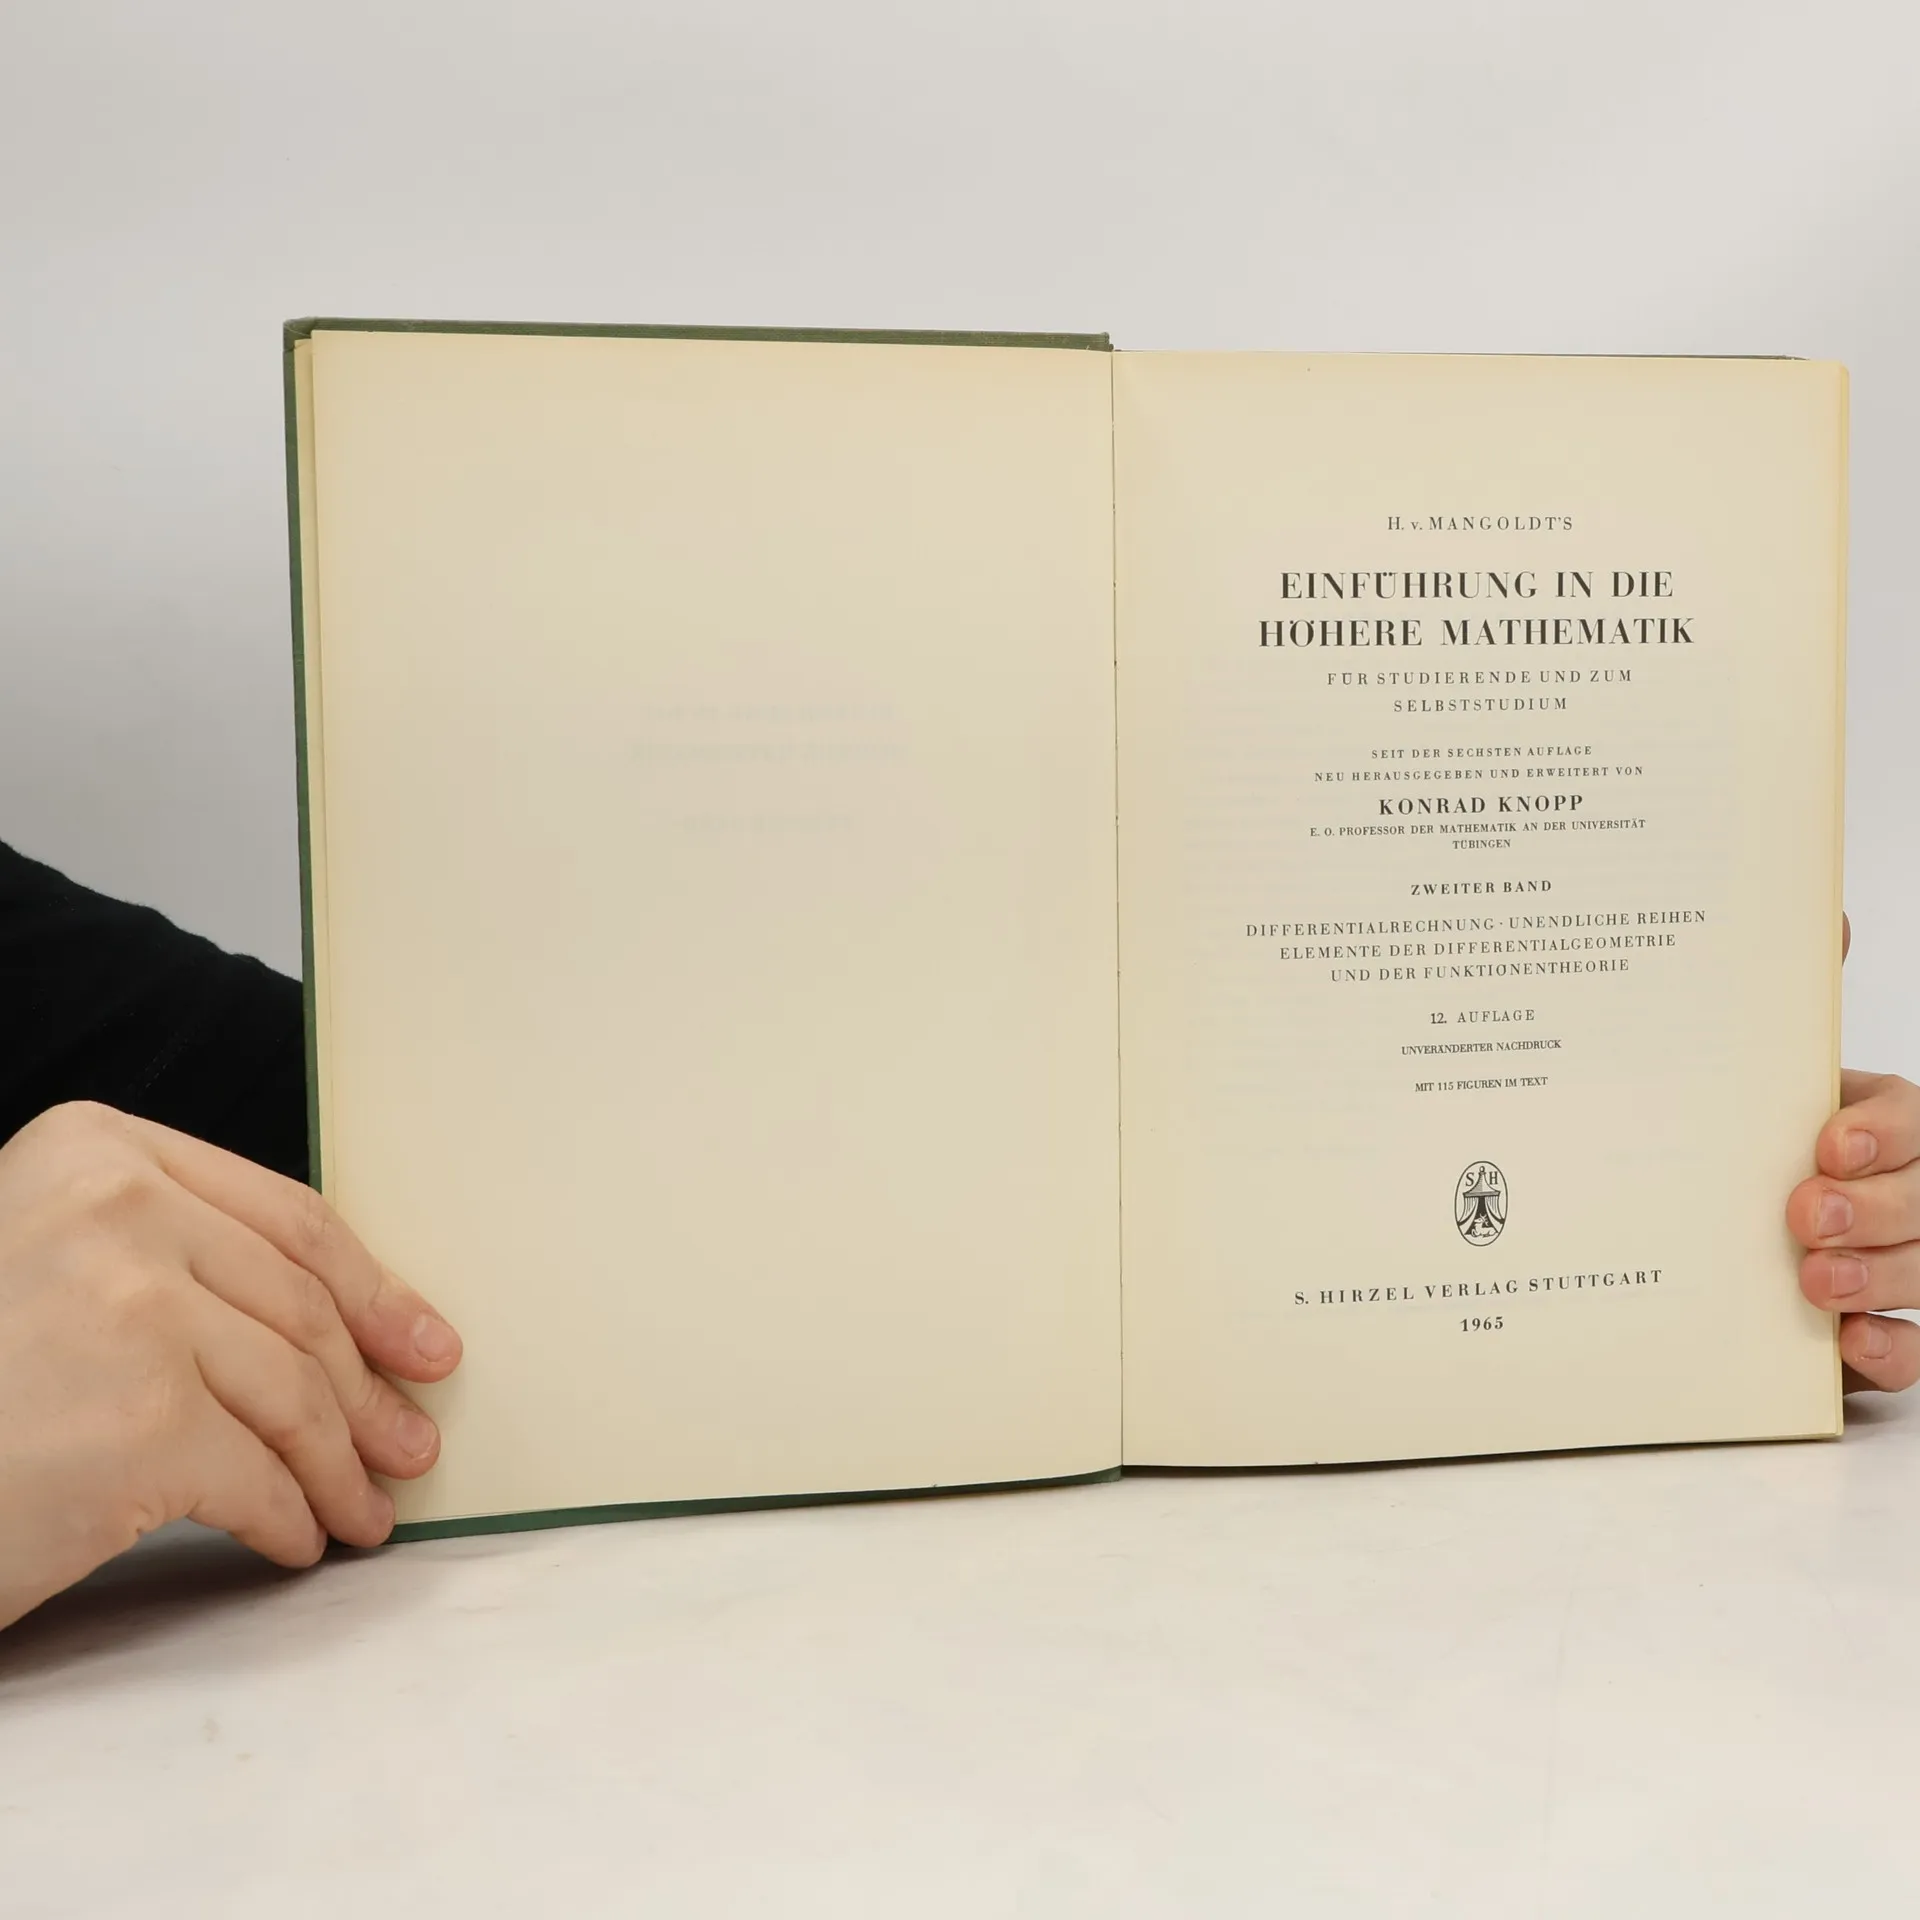 H. v. MANGOLDT'S
EINFÜHRUNG IN DIE
HÖHERE MATHEMATIK
FÜR STUDIERENDE UND ZUM
SELBSTSTUDIUM
SEIT DER SECHSTEN AUFLAGE
NEU HERAUSGEGEBEN UND ERWEITERT VON
KONRAD KNOPP
E. O. PROFESSOR DER MATHEMATIK AN DER UNIVERSITÄT
TÜBINGEN
ZWEITER BAND
DIFFERENTIALRECHNUNG · UNENDLICHE REIHEN
ELEMENTE DER DIFFERENTIALGEOMETRIE
UND DER FUNKTIONENTHEORIE
12. AUFLAGE
UNVERÄNDERTER NACHDRUCK
MIT 115 FIGUREN IM TEXT
S H
S. HIRZEL VERLAG STUTTGART
1965